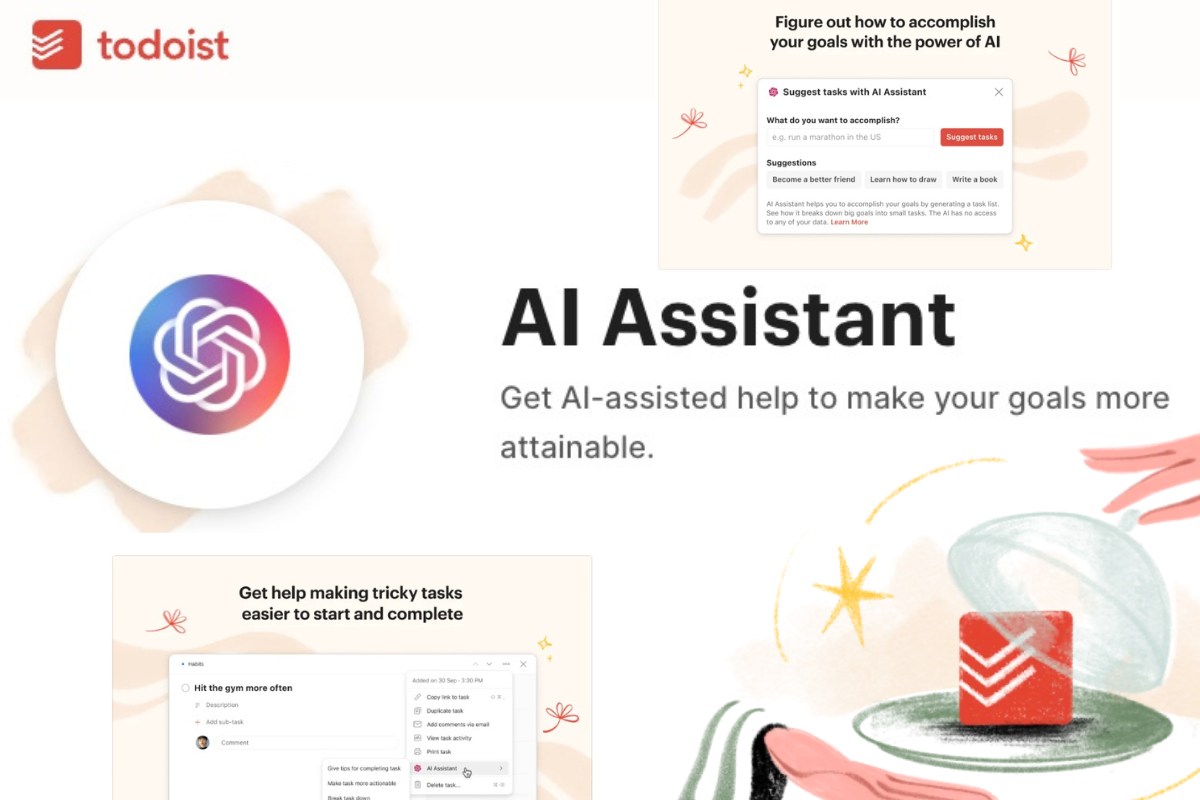 todoist
Figure out how to accomplish
your goals with the power of AI
Suggest tasks with AI Assistant
What do you want to accomplish?
e.g. run a marathon in the US
Suggest tasks
Suggestions
Become a better friend
Learn how to draw
Write a book
AI Assistant helps you to accomplish your goals by generating a task list.
See how it breaks down big goals into small tasks. The AI has no access
to any of your data. Learn More
AI Assistant
Get AI-assisted help to make your goals more
attainable.
Get help making tricky tasks
easier to start and complete
Habits
Hit the gym more often
Description
Add sub-task
Comment
Added on 30 Sep · 3:30 PM
Copy link to task
Duplicate task
Add comments via email
View task activity
Print task
AI Assistant
Delete task...
Give tips for completing task
Make task more actionable
Break task down